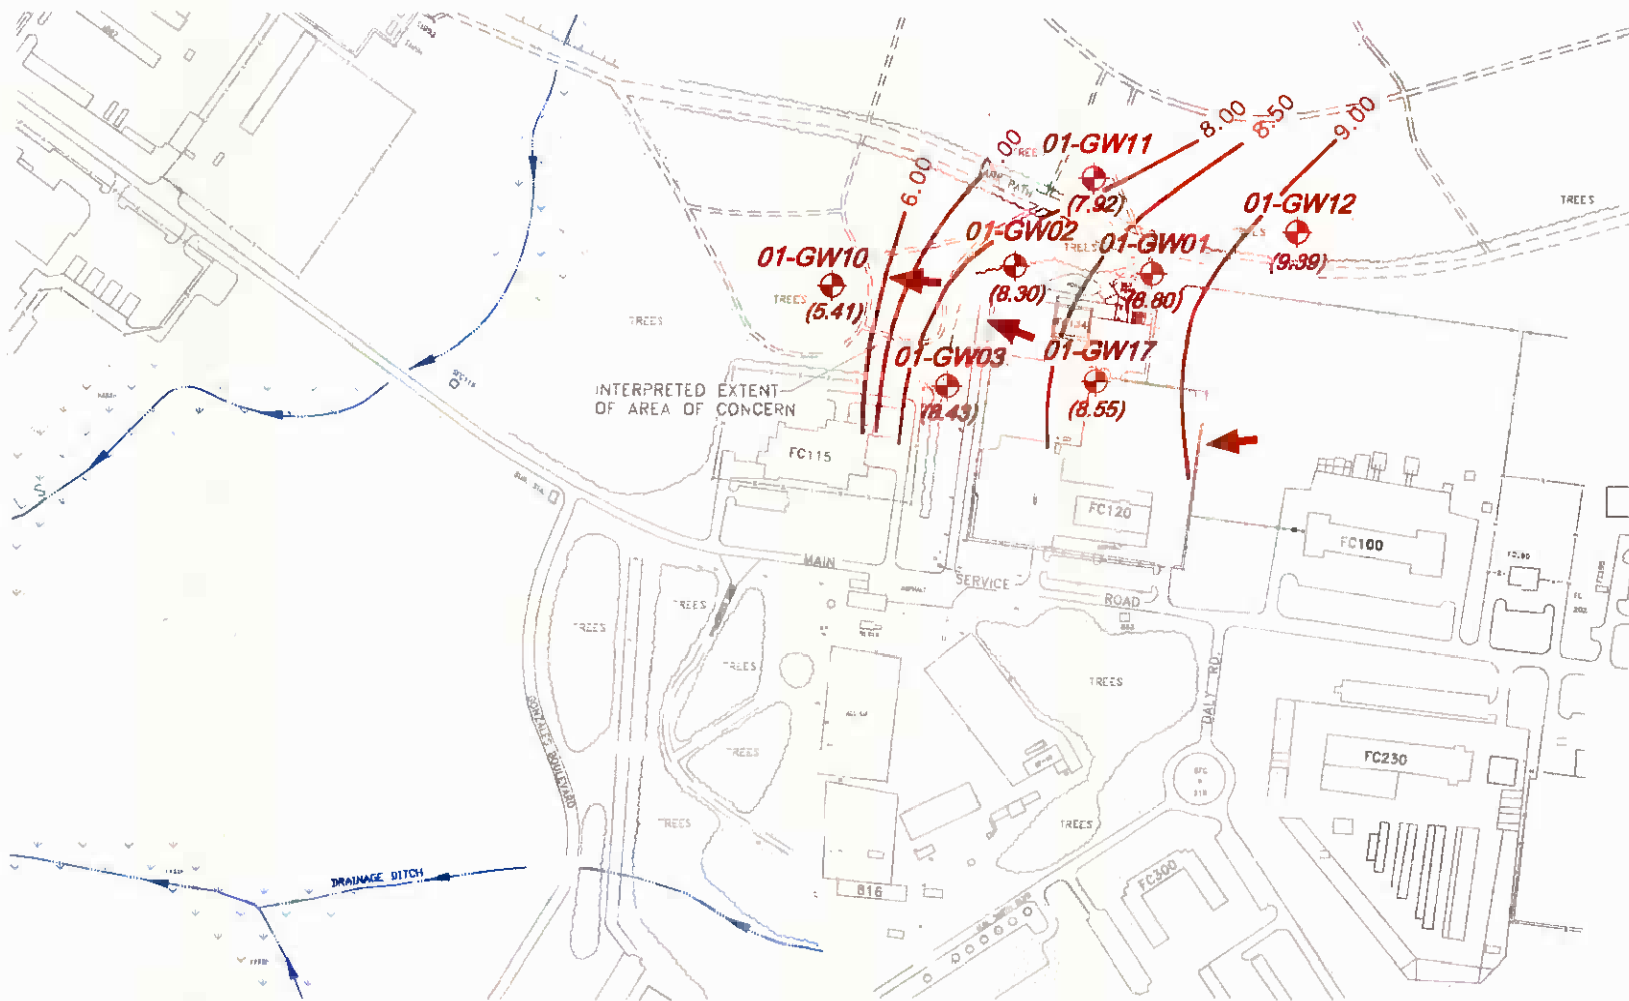 8.00
8.50
9.00
.00
6.00
01-GW11
(7.92)
TREES
01-GW12
(9.39)
01-GW02
(8.30)
01-GW01
(8.80)
01-GW10
TREES
(5.41)
TREES
01-GW03
(8.43)
01-GW17
(8.55)
INTERPRETED EXTENT
OF AREA OF CONCERN
FC115
FC120
FC100
MAIN
SERVICE
ROAD
TREES
TREES
TREES
TREES
TREES
TREES
TREES
GONZALES BOULEVARD
DALY RD
FC230
DRAINAGE DITCH
816
FC300